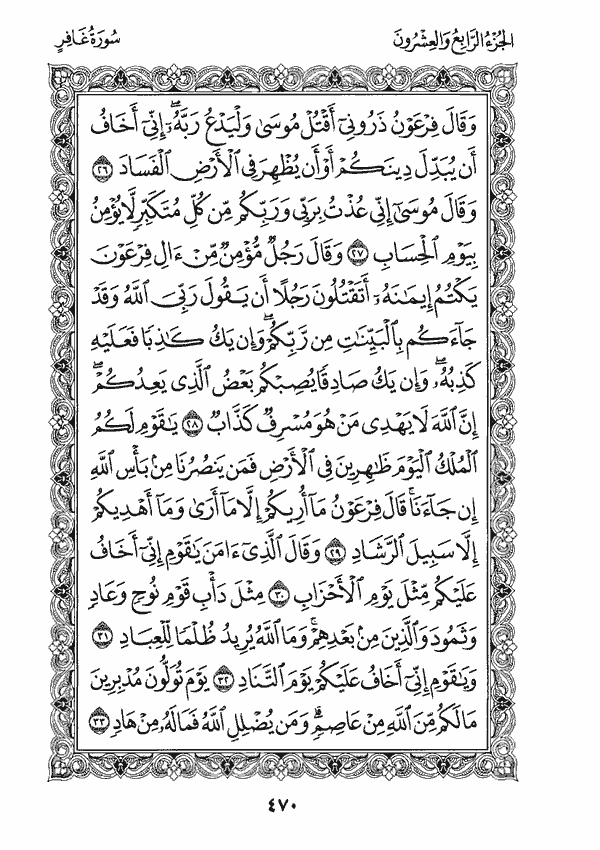 الجزء الرابع والعشرون
سورة غافر
وَقَالَ فِرْعَوْنُ ذَرُونِىٓ أَقْتُلْ مُوسَىٰ وَلْيَدْعُ رَبَّهُۥٓ ۖ إِنِّىٓ أَخَافُ
أَن يُبَدِّلَ دِينَكُمْ أَوْ أَن يُظْهِرَ فِى ٱلْأَرْضِ ٱلْفَسَادَ ٢٦
وَقَالَ مُوسَىٰٓ إِنِّى عُذْتُ بِرَبِّى وَرَبِّكُم مِّن كُلِّ مُتَكَبِّرٍ لَّا يُؤْمِنُ
بِيَوْمِ ٱلْحِسَابِ ٢٧ وَقَالَ رَجُلٌ مُّؤْمِنٌ مِّنْ ءَالِ فِرْعَوْنَ
يَكْتُمُ إِيمَٰنَهُۥٓ أَتَقْتُلُونَ رَجُلًا أَن يَقُولَ رَبِّىَ ٱللَّهُ وَقَدْ
جَآءَكُم بِٱلْبَيِّنَٰتِ مِن رَّبِّكُمْ ۖ وَإِن يَكُ كَٰذِبًا فَعَلَيْهِ
كَذِبُهُۥ ۖ وَإِن يَكُ صَادِقًا يُصِبْكُم بَعْضُ ٱلَّذِى يَعِدُكُمْ ۖ
إِنَّ ٱللَّهَ لَا يَهْدِى مَنْ هُوَ مُسْرِفٌ كَذَّابٌ ٢٨ يَٰقَوْمِ لَكُمُ
ٱلْمُلْكُ ٱلْيَوْمَ ظَٰهِرِينَ فِى ٱلْأَرْضِ فَمَن يَنصُرُنَا مِنۢ بَأْسِ ٱللَّهِ
إِن جَآءَنَا ۚ قَالَ فِرْعَوْنُ مَآ أُرِيكُمْ إِلَّا مَآ أَرَىٰ وَمَآ أَهْدِيكُمْ
إِلَّا سَبِيلَ ٱلرَّشَادِ ٢٩ وَقَالَ ٱلَّذِىٓ ءَامَنَ يَٰقَوْمِ إِنِّىٓ أَخَافُ
عَلَيْكُم مِّثْلَ يَوْمِ ٱلْأَحْزَابِ ٣٠ مِثْلَ دَأْبِ قَوْمِ نُوحٍ وَعَادٍ
وَثَمُودَ وَٱلَّذِينَ مِنۢ بَعْدِهِمْ ۚ وَمَا ٱللَّهُ يُرِيدُ ظُلْمًا لِّلْعِبَادِ ٣١
وَيَٰقَوْمِ إِنِّىٓ أَخَافُ عَلَيْكُمْ يَوْمَ ٱلتَّنَادِ ٣٢ يَوْمَ تُوَلُّونَ مُدْبِرِينَ
مَا لَكُم مِّنَ ٱللَّهِ مِنْ عَاصِمٍ ۗ وَمَن يُضْلِلِ ٱللَّهُ فَمَا لَهُۥ مِنْ هَادٍ ٣٣
٤٧٠